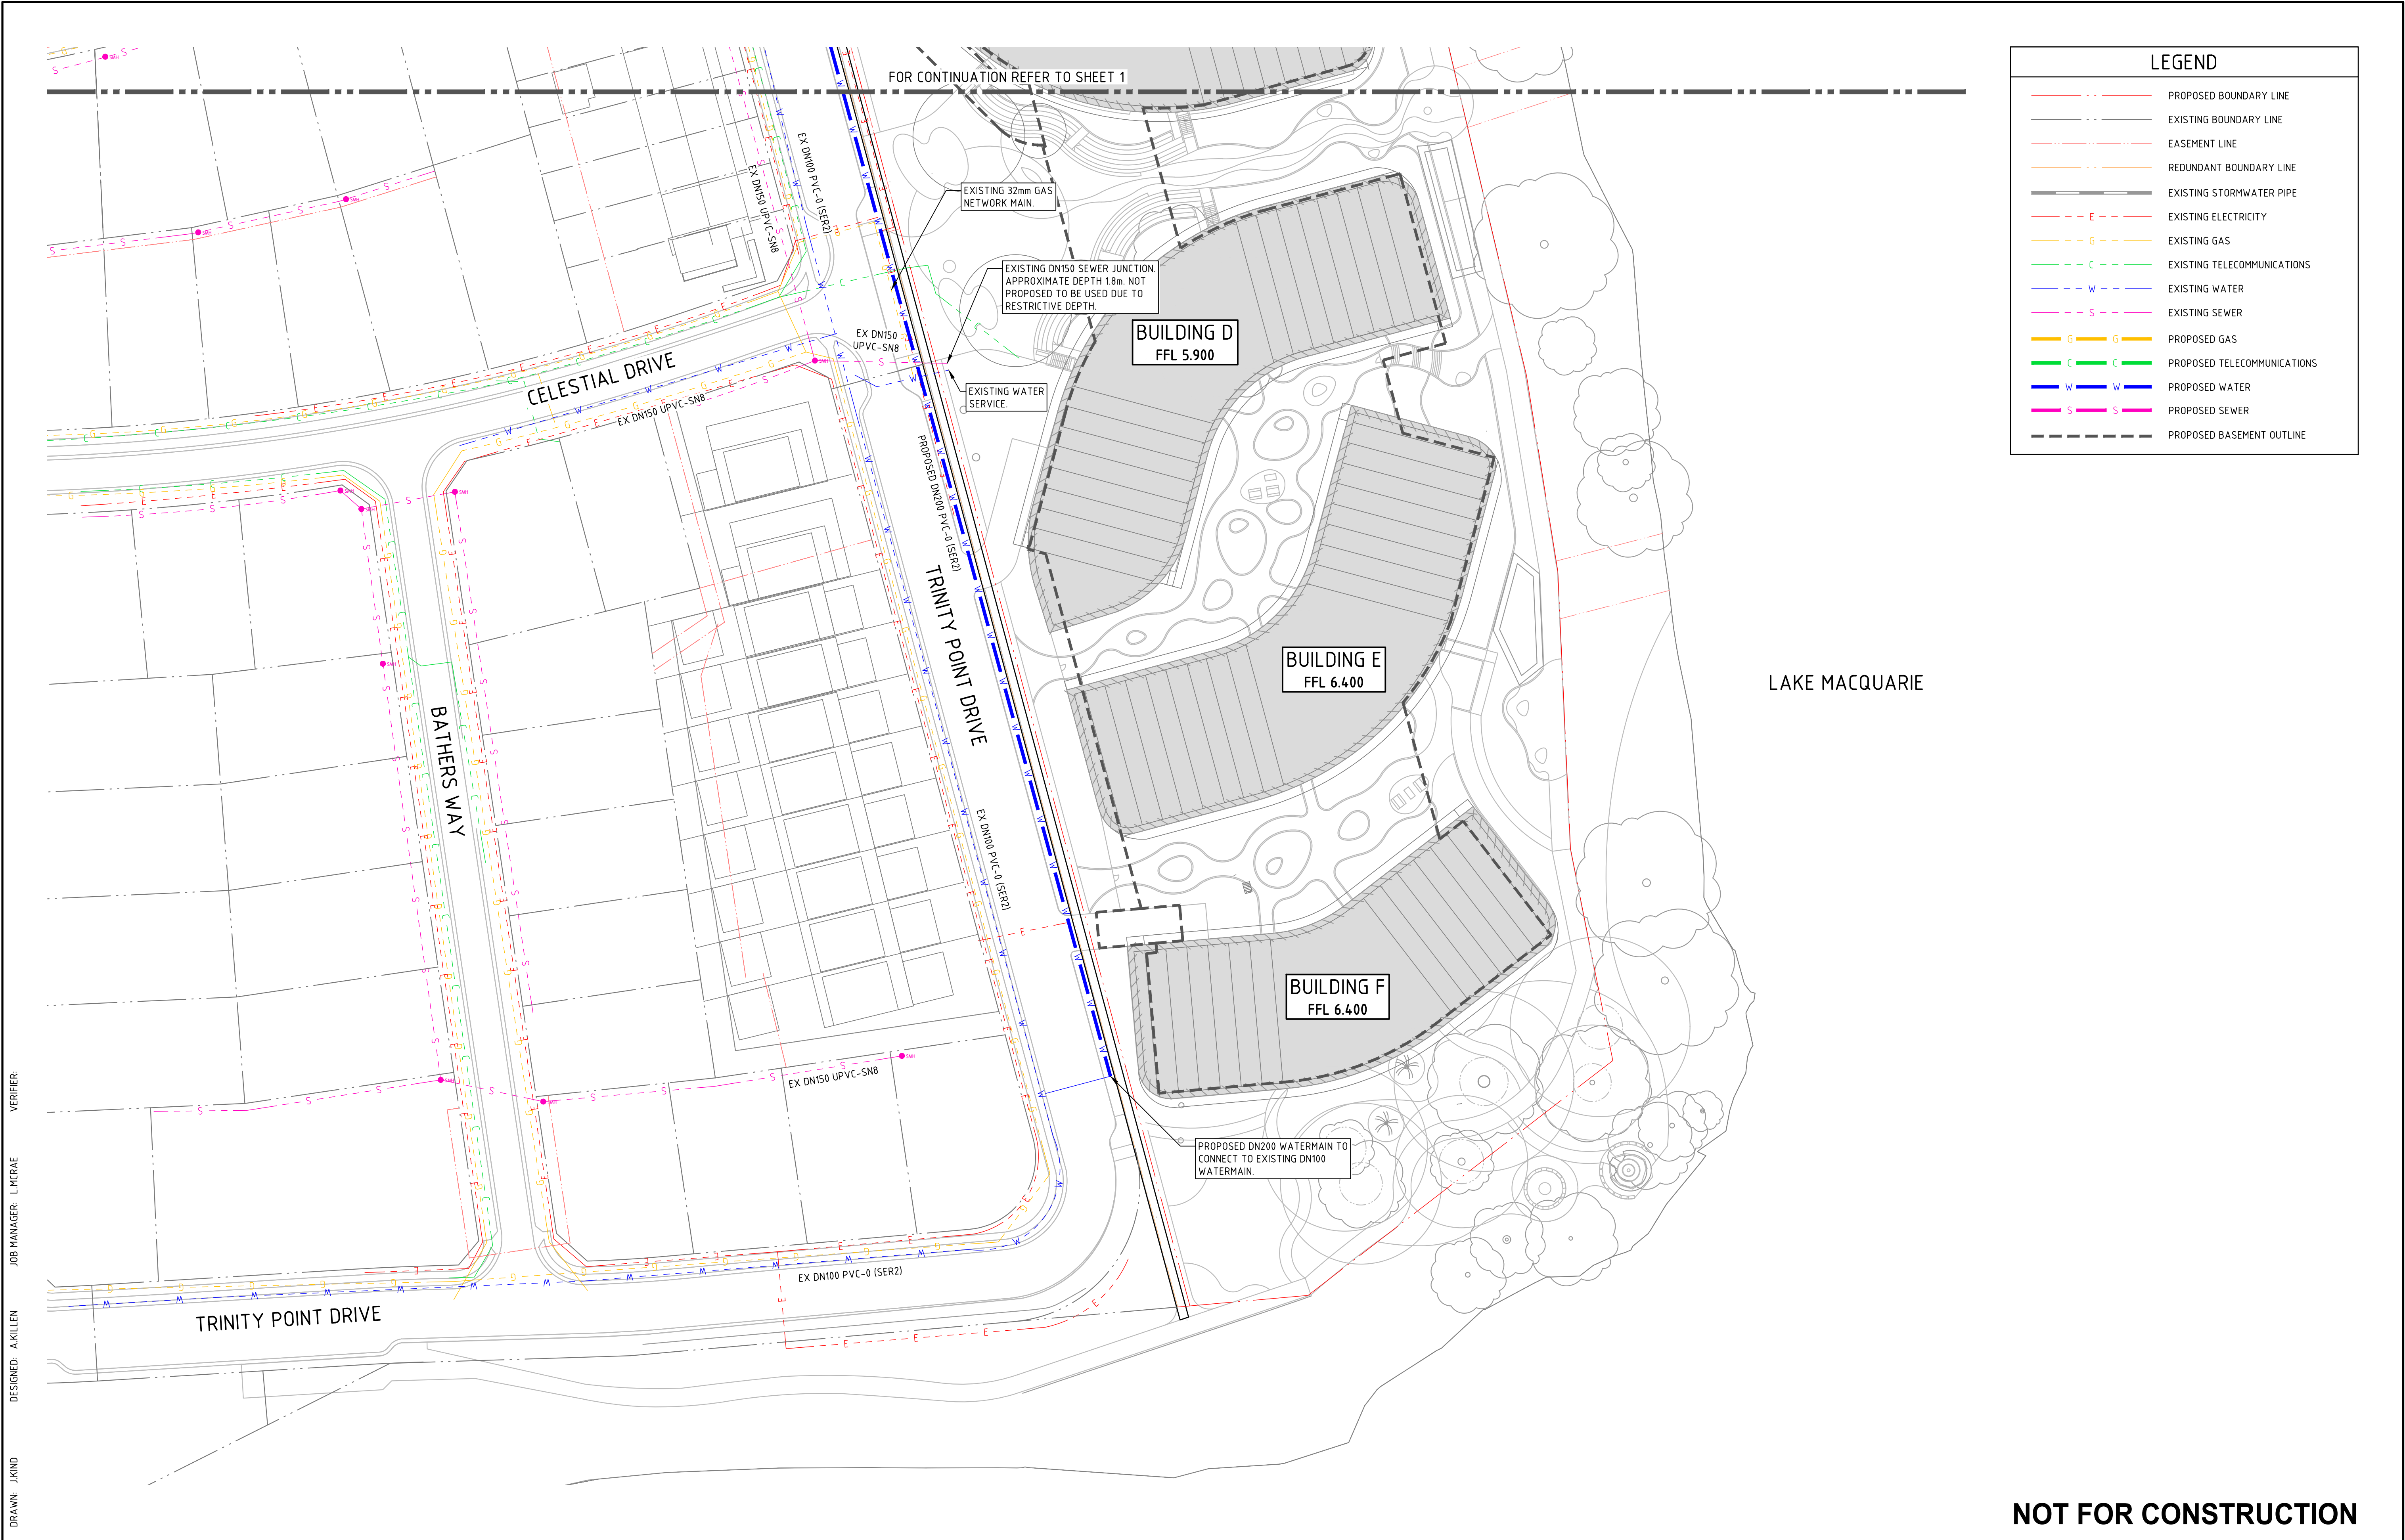 FOR CONTINUATION REFER TO SHEET 1
EX DN100 PVC-O (SER2)
EX DN150 UPVC-SN8
EXISTING 32mm GAS
NETWORK MAIN.
EXISTING DN150 SEWER JUNCTION.
APPROXIMATE DEPTH 1.8m. NOT
PROPOSED TO BE USED DUE TO
RESTRICTIVE DEPTH.
EX DN150
UPVC-SN8
EXISTING WATER
SERVICE.
CELESTIAL DRIVE
EX DN150 UPVC-SN8
PROPOSED DN200 PVC-O (SER2)
TRINITY POINT DRIVE
BATHERS WAY
EX DN100 PVC-O (SER2)
EX DN150 UPVC-SN8
EX DN100 PVC-O (SER2)
TRINITY POINT DRIVE
BUILDING D
FFL 5.900
BUILDING E
FFL 6.400
BUILDING F
FFL 6.400
PROPOSED DN200 WATERMAIN TO
CONNECT TO EXISTING DN100
WATERMAIN.
LAKE MACQUARIE
LEGEND
PROPOSED BOUNDARY LINE
EXISTING BOUNDARY LINE
EASEMENT LINE
REDUNDANT BOUNDARY LINE
EXISTING STORMWATER PIPE
E EXISTING ELECTRICITY
G EXISTING GAS
C EXISTING TELECOMMUNICATIONS
W EXISTING WATER
S EXISTING SEWER
G G PROPOSED GAS
C C PROPOSED TELECOMMUNICATIONS
W W PROPOSED WATER
S S PROPOSED SEWER
PROPOSED BASEMENT OUTLINE
DRAWN: J.KIND
DESIGNED: A.KILLEN
JOB MANAGER: L.MCRAE
VERIFIER:
NOT FOR CONSTRUCTION